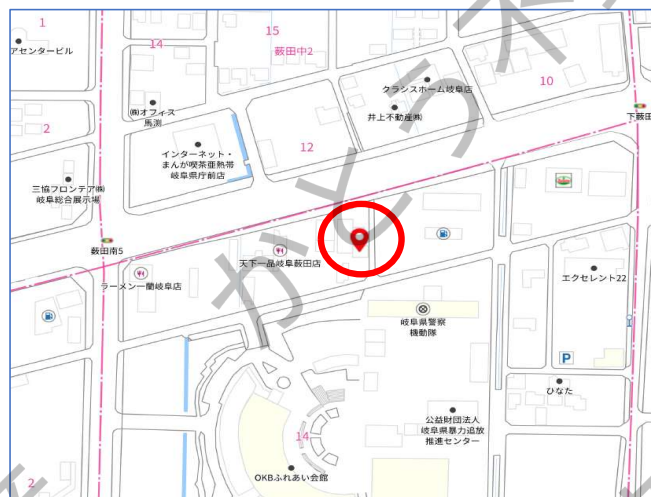 1
アセンタービル
14
15
薮田中2
クラシスホーム岐阜店
10
㈱オフィス
馬渕
井上不動産㈱
下薮田
2
インターネット・
まんが喫茶亜熱帯
岐阜県庁前店
12
三協フロンテア㈱
岐阜総合展示場
薮田南5
天下一品岐阜薮田店
ラーメン一蘭岐阜店
エクセレント22
岐阜県警察
機動隊
P
ひなた
公益財団法人
岐阜県暴力追放
推進センター
14
OKBふれあい会館
2
かとう不